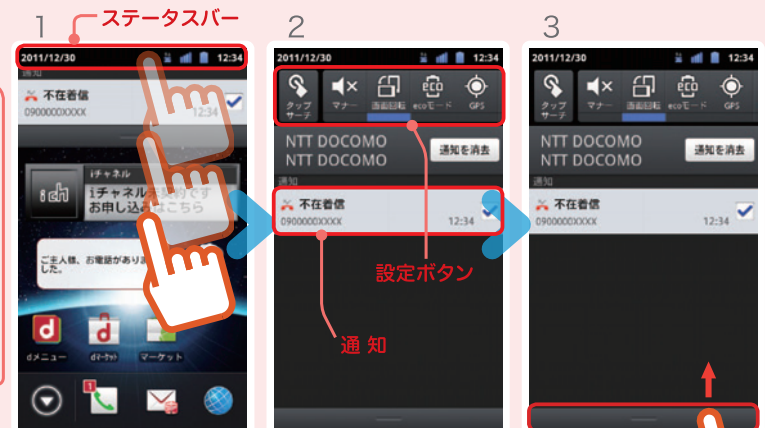 1
ステータスバー
2011/12/30
12:34
通知
不在着信
0900000XXXX
12:34
iチャネル
iチャネル未契約です
お申し込みはこちら
ich
ご主人様、お電話があり
した。
dメニュー
dマーケット
マーケット
1
2
2011/12/30
12:34
タップ
サーチ
マナー
画面回転
eco
ecoモード
GPS
NTT DOCOMO
NTT DOCOMO
通知を消去
通知
不在着信
0900000XXXX
12:34
設定ボタン
通知
3
2011/12/30
12:34
タップ
サーチ
マナー
画面回転
eco
ecoモード
GPS
NTT DOCOMO
NTT DOCOMO
通知を消去
通知
不在着信
0900000XXXX
12:34